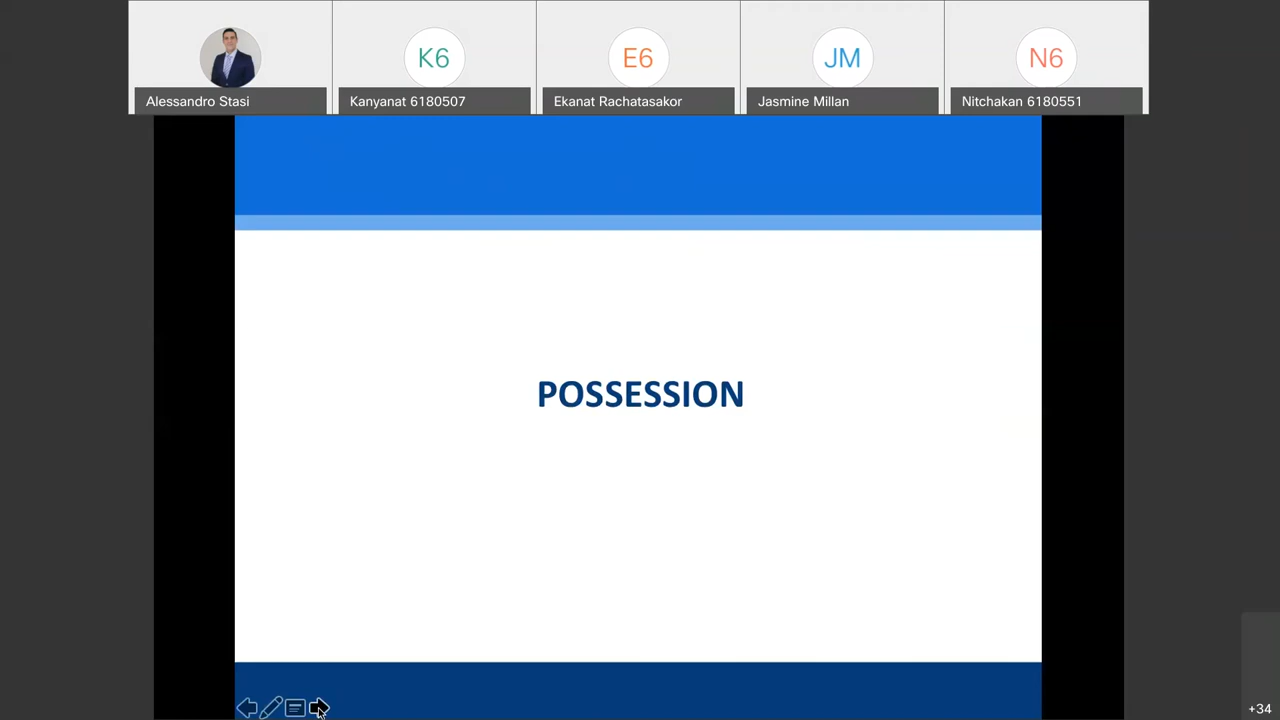 K6
E6
JM
N6
Alessandro Stasi
Kanyanat 6180507
Ekanat Rachatasakor
Jasmine Millan
Nitchakan 6180551
POSSESSION
+34